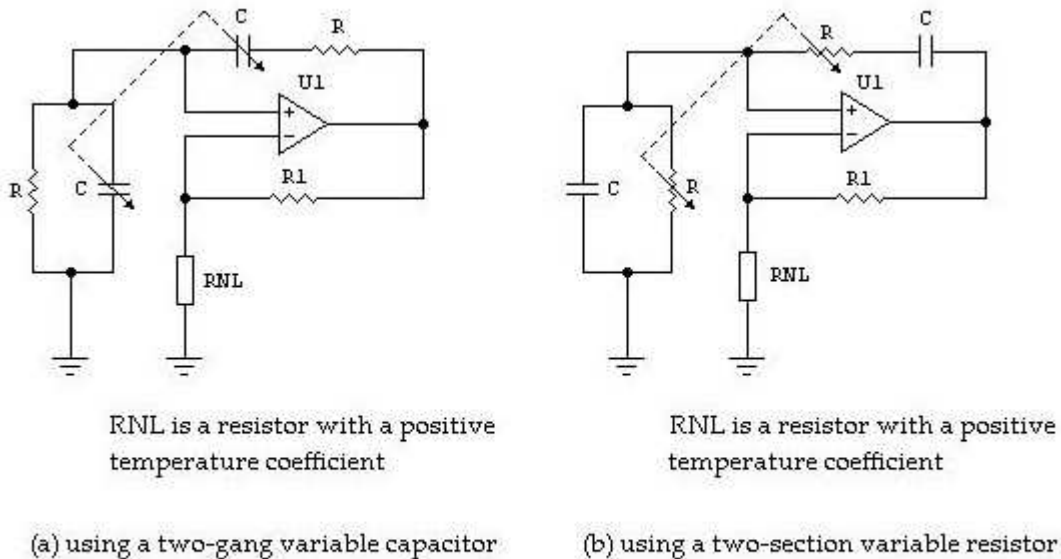 C
R
U1
+
−
R
C
R1
RNL
R
C
U1
+
−
C
R
R1
RNL
RNL is a resistor with a positive
temperature coefficient
RNL is a resistor with a positive
temperature coefficient
(a) using a two-gang variable capacitor
(b) using a two-section variable resistor